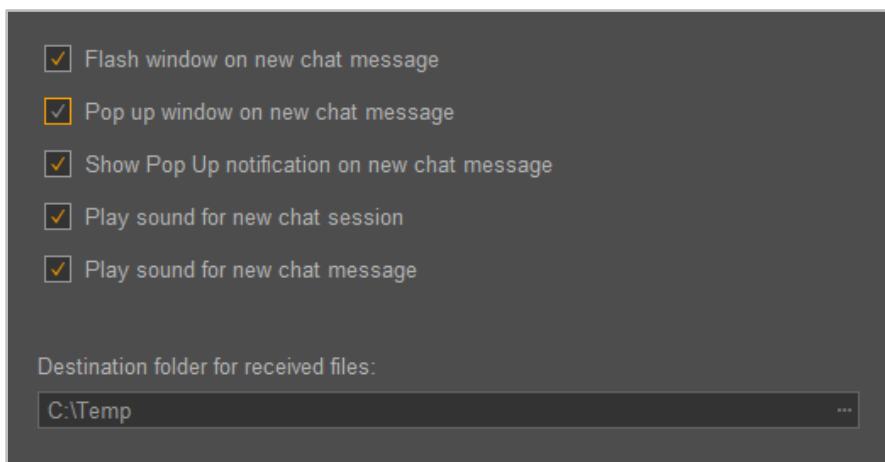 Flash window on new chat message
Pop up window on new chat message
Show Pop Up notification on new chat message
Play sound for new chat session
Play sound for new chat message
Destination folder for received files:
C:\Temp